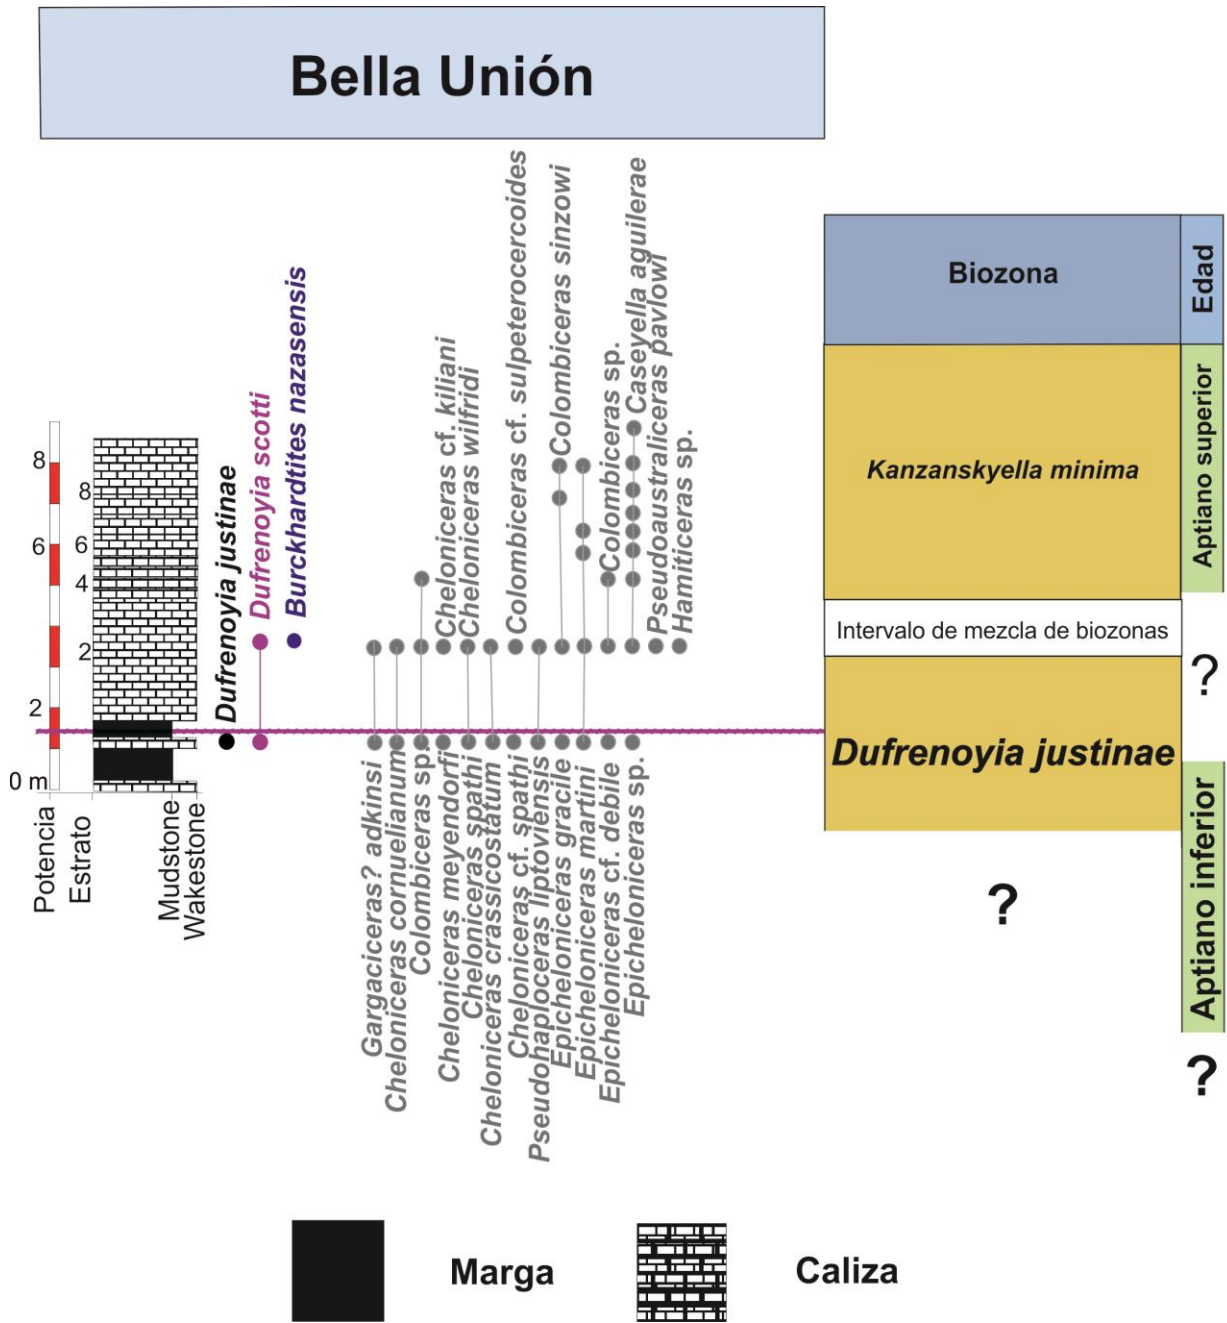 Bella Unión
Biozona
Edad
Kanzanskyella minima
Aptiano superior
Intervalo de mezcla de biozonas
?
Dufrenoyia justinae
Aptiano inferior
?
?
8
6
2
0 m
8
6
4
2
Potencia
Estrato
Mudstone
Wakestone
Dufrenoyia justinae
Dufrenoyia scotti
Burckhardtites nazasensis
Cheloniceras cf. kiliani
Cheloniceras wilfridi
Colombiceras cf. sulpeterocercoides
Colombiceras sinzowi
Colombiceras sp.
Caseyella aguilerae
Pseudoaustraliceras pavlowi
Hamiticeras sp.
Gargaciceras? adkinsi
Cheloniceras cornuelianum
Colombiceras sp.
Cheloniceras meyendorfi
Cheloniceras spathi
Cheloniceras crassicostatum
Cheloniceras cf. spathi
Pseudohaploceras liptoviensis
Epicheloniceras gracile
Epicheloniceras martini
Epicheloniceras cf. debile
Epicheloniceras sp.
Marga
Caliza